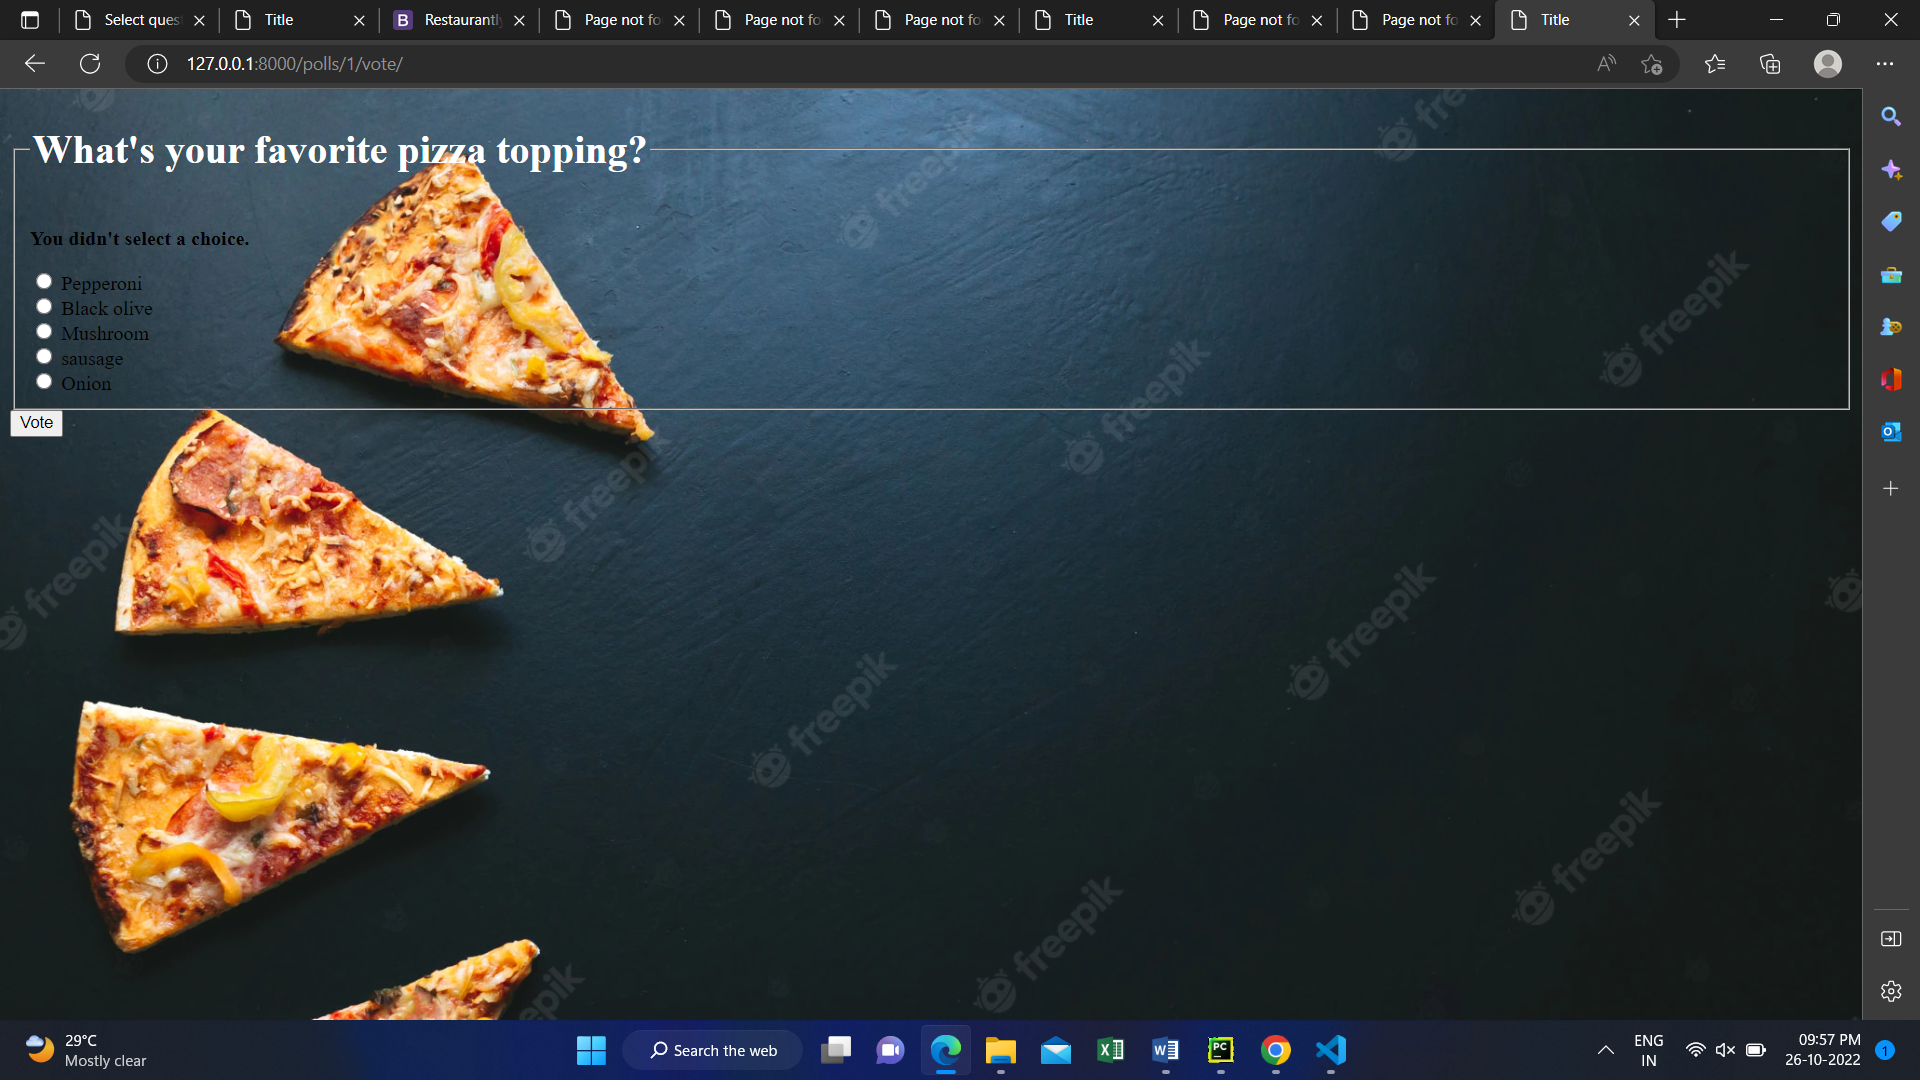 Select ques
Title
B Restaurantl
Page not fo
Page not fo
Page not fo
Title
Page not fo
Page not fo
Title
127.0.0.1:8000/polls/1/vote/
What's your favorite pizza topping?
You didn't select a choice.
Pepperoni
Black olive
Mushroom
sausage
Onion
Vote
freepik
freepik
freepik
freepik
freepik
freepik
freepik
freepik
freepik
freepik
freepik
29°C
Mostly clear
Search the web
ENG
IN
09:57 PM
26-10-2022
1